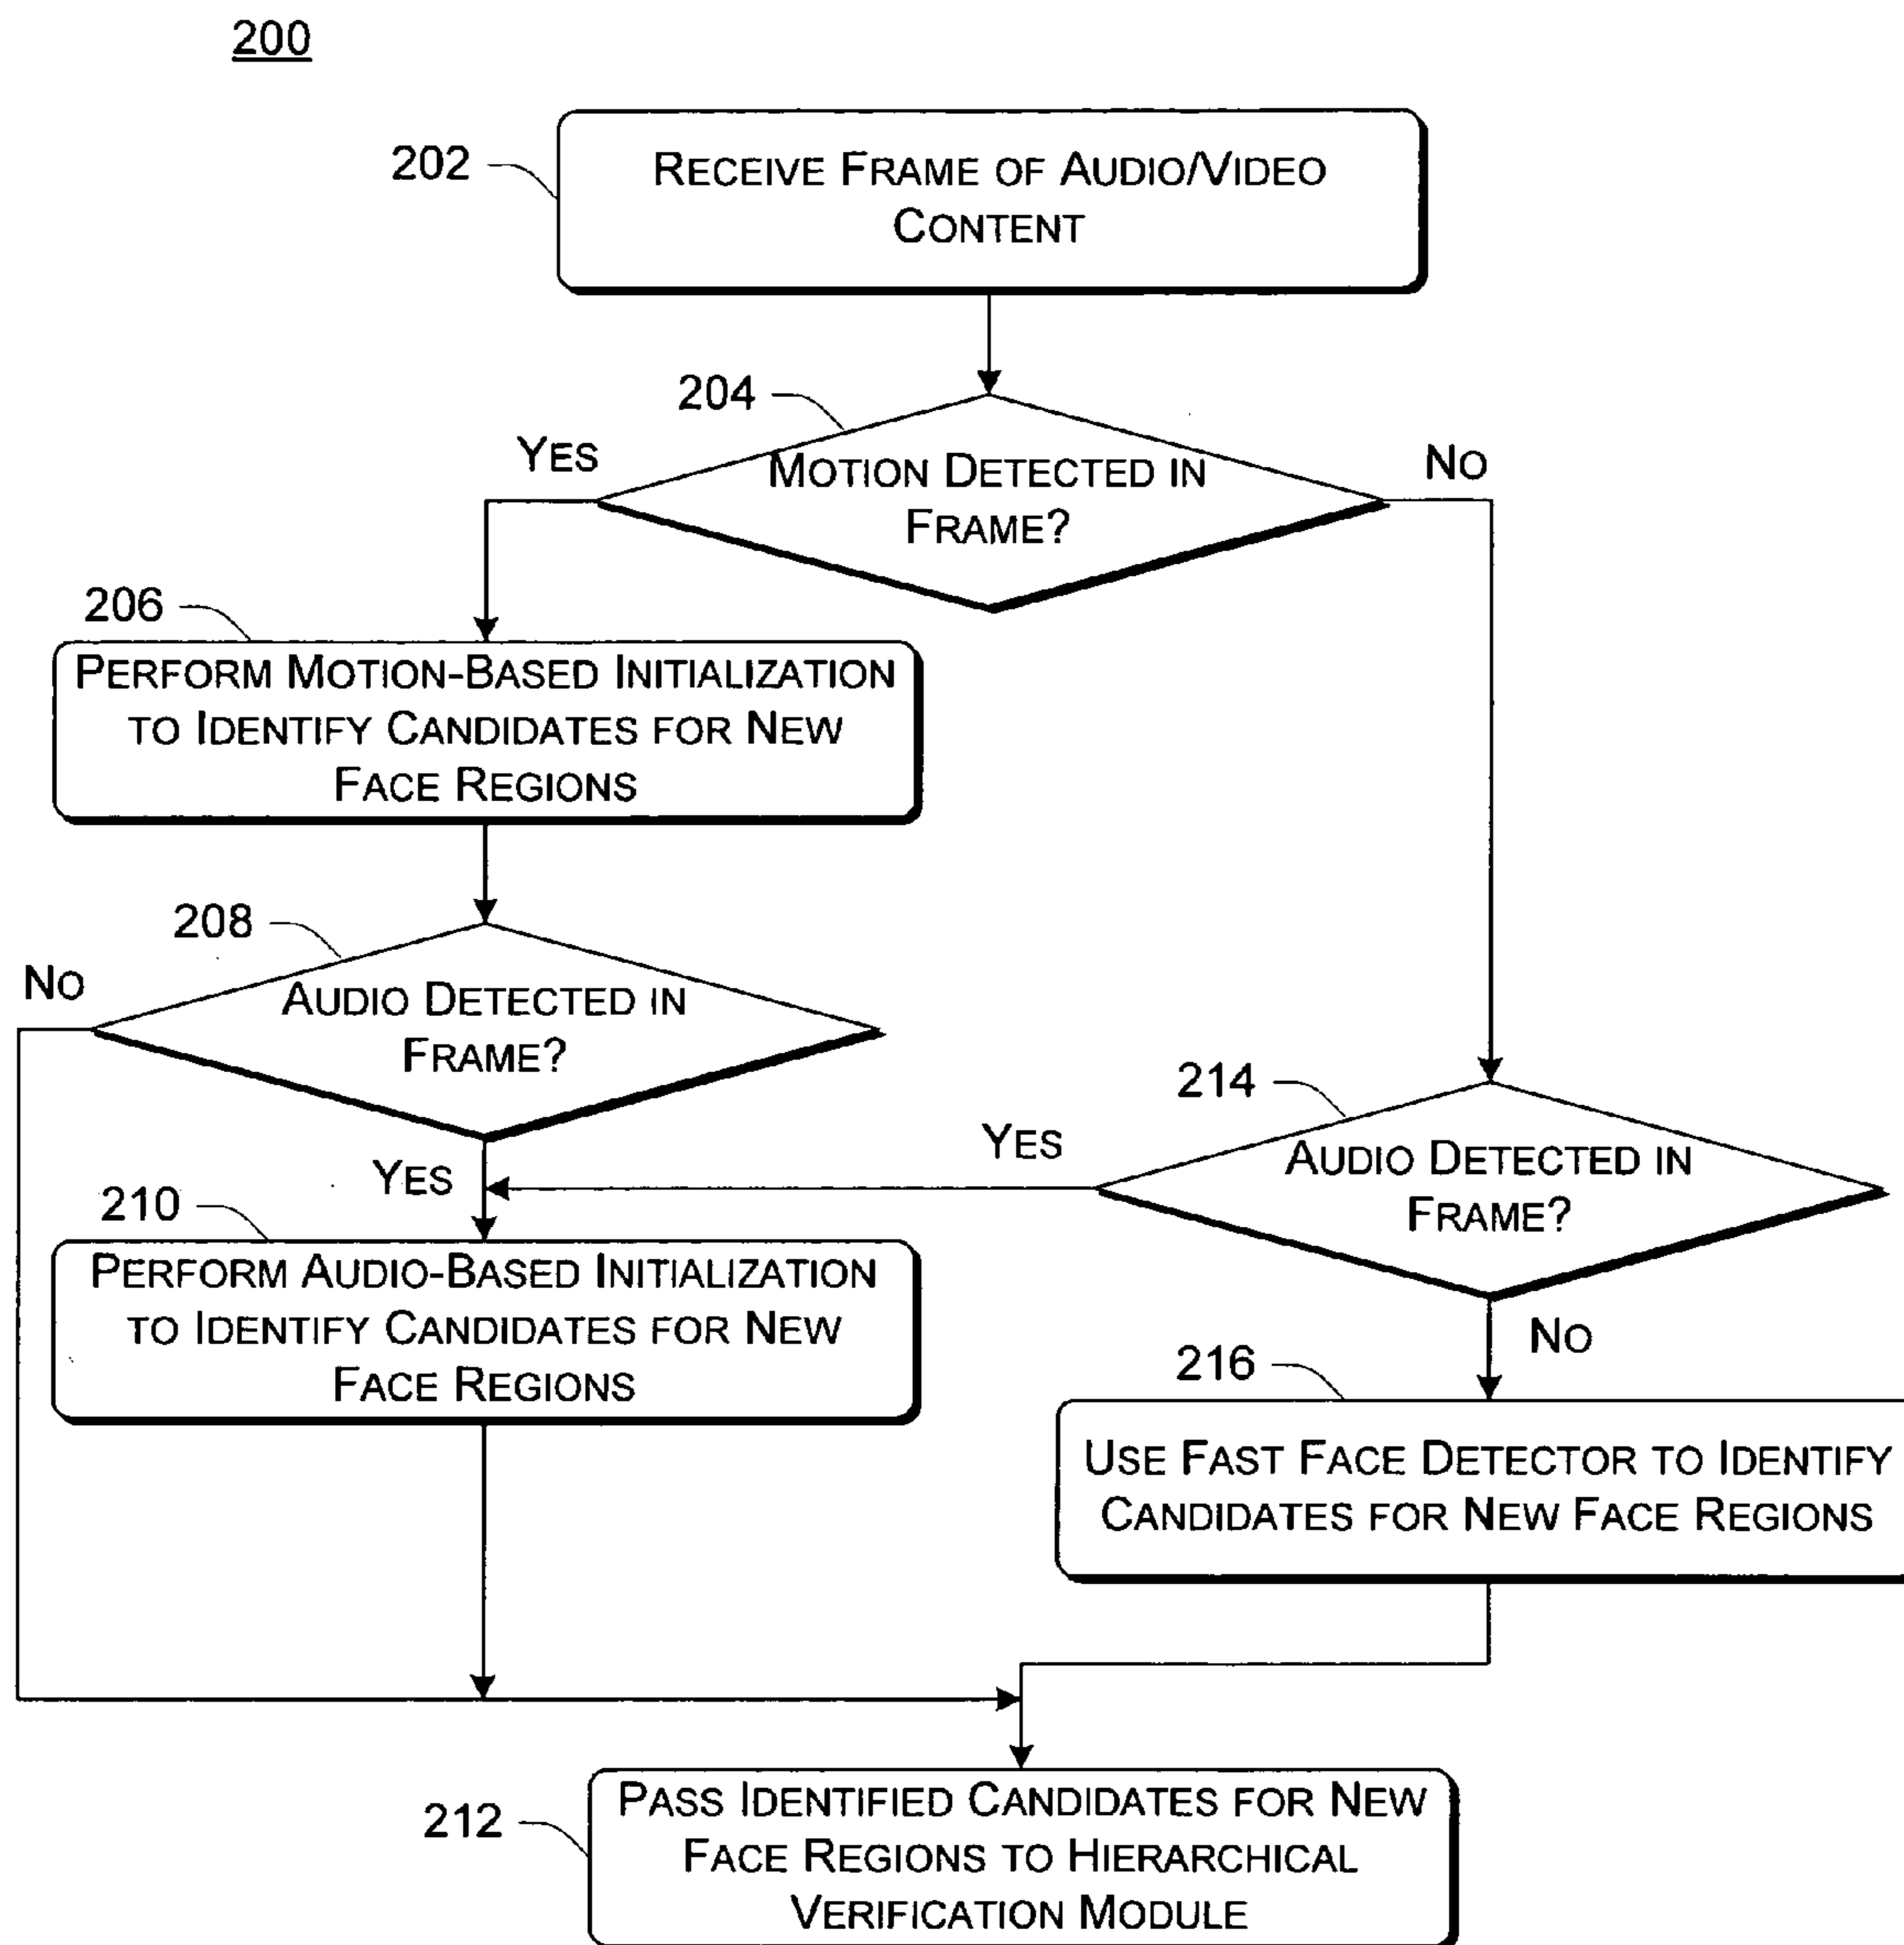 200
202
RECEIVE FRAME OF AUDIO/VIDEO
CONTENT
204
YES
MOTION DETECTED IN
FRAME?
NO
206
PERFORM MOTION-BASED INITIALIZATION
TO IDENTIFY CANDIDATES FOR NEW
FACE REGIONS
208
NO
AUDIO DETECTED IN
FRAME?
YES
214
YES
AUDIO DETECTED IN
FRAME?
NO
210
PERFORM AUDIO-BASED INITIALIZATION
TO IDENTIFY CANDIDATES FOR NEW
FACE REGIONS
216
USE FAST FACE DETECTOR TO IDENTIFY
CANDIDATES FOR NEW FACE REGIONS
212
PASS IDENTIFIED CANDIDATES FOR NEW
FACE REGIONS TO HIERARCHICAL
VERIFICATION MODULE